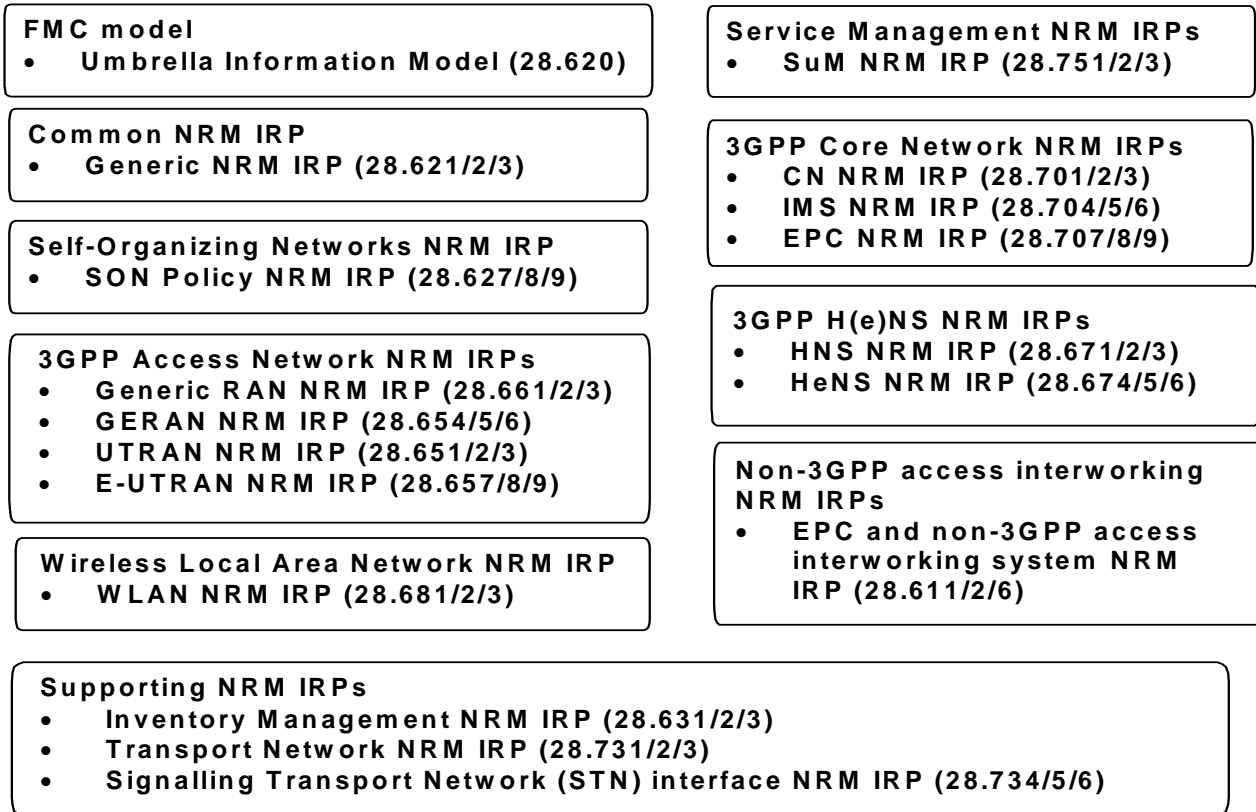 FMC model
• Umbrella Information Model (28.620)
Common NRM IRP
• Generic NRM IRP (28.621/2/3)
Self-Organizing Networks NRM IRP
• SON Policy NRM IRP (28.627/8/9)
3GPP Access Network NRM IRPs
• Generic RAN NRM IRP (28.661/2/3)
• GERAN NRM IRP (28.654/5/6)
• UTRAN NRM IRP (28.651/2/3)
• E-UTRAN NRM IRP (28.657/8/9)
Wireless Local Area Network NRM IRP
• WLAN NRM IRP (28.681/2/3)
Service Management NRM IRPs
• SuM NRM IRP (28.751/2/3)
3GPP Core Network NRM IRPs
• CN NRM IRP (28.701/2/3)
• IMS NRM IRP (28.704/5/6)
• EPC NRM IRP (28.707/8/9)
3GPP H(e)NS NRM IRPs
• HNS NRM IRP (28.671/2/3)
• HeNS NRM IRP (28.674/5/6)
Non-3GPP access interworking
NRM IRPs
• EPC and non-3GPP access
interworking system NRM
IRP (28.611/2/6)
Supporting NRM IRPs
• Inventory Management NRM IRP (28.631/2/3)
• Transport Network NRM IRP (28.731/2/3)
• Signalling Transport Network (STN) interface NRM IRP (28.734/5/6)